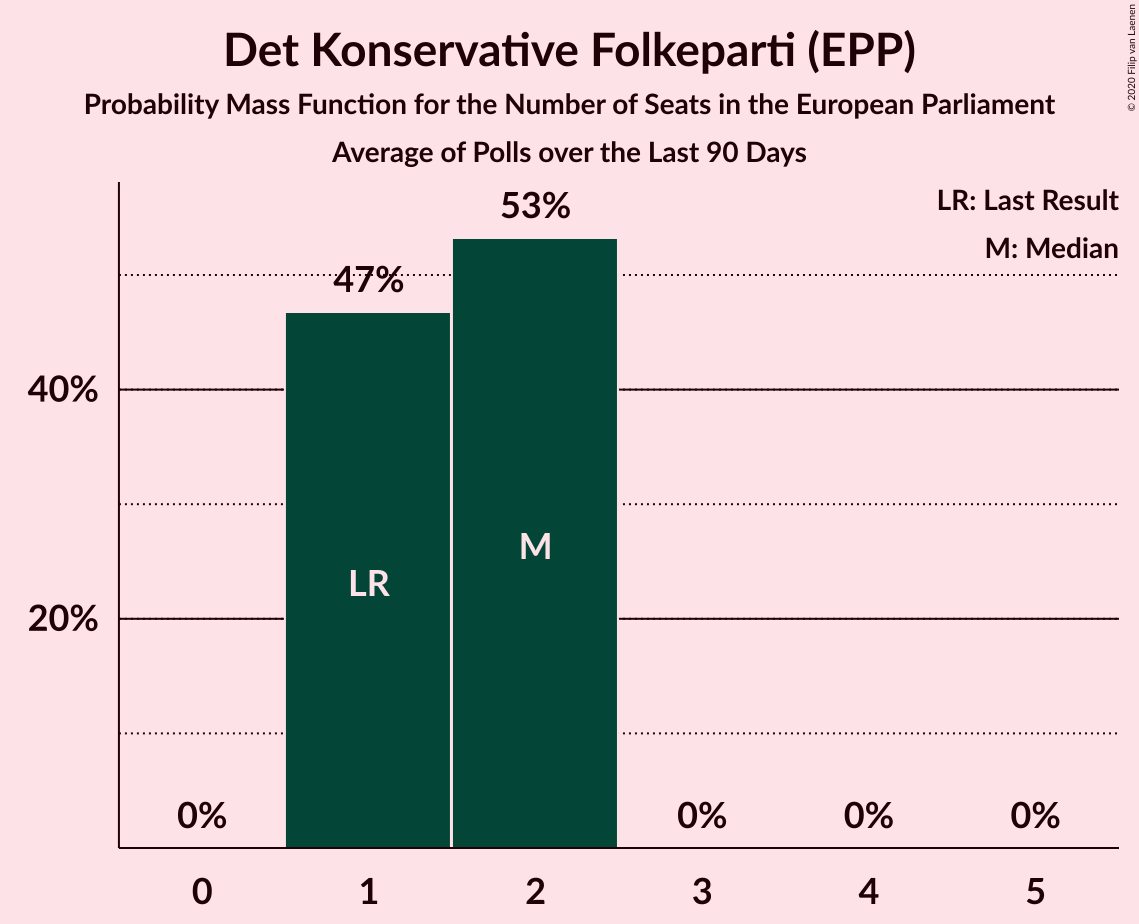 Det Konservative Folkeparti (EPP)
Probability Mass Function for the Number of Seats in the European Parliament
Average of Polls over the Last 90 Days
© 2020 Filip van Laenen
LR: Last Result
M: Median
53%
47%
40%
M
LR
20%
0% 0% 0% 0%
0 1 2 3 4 5